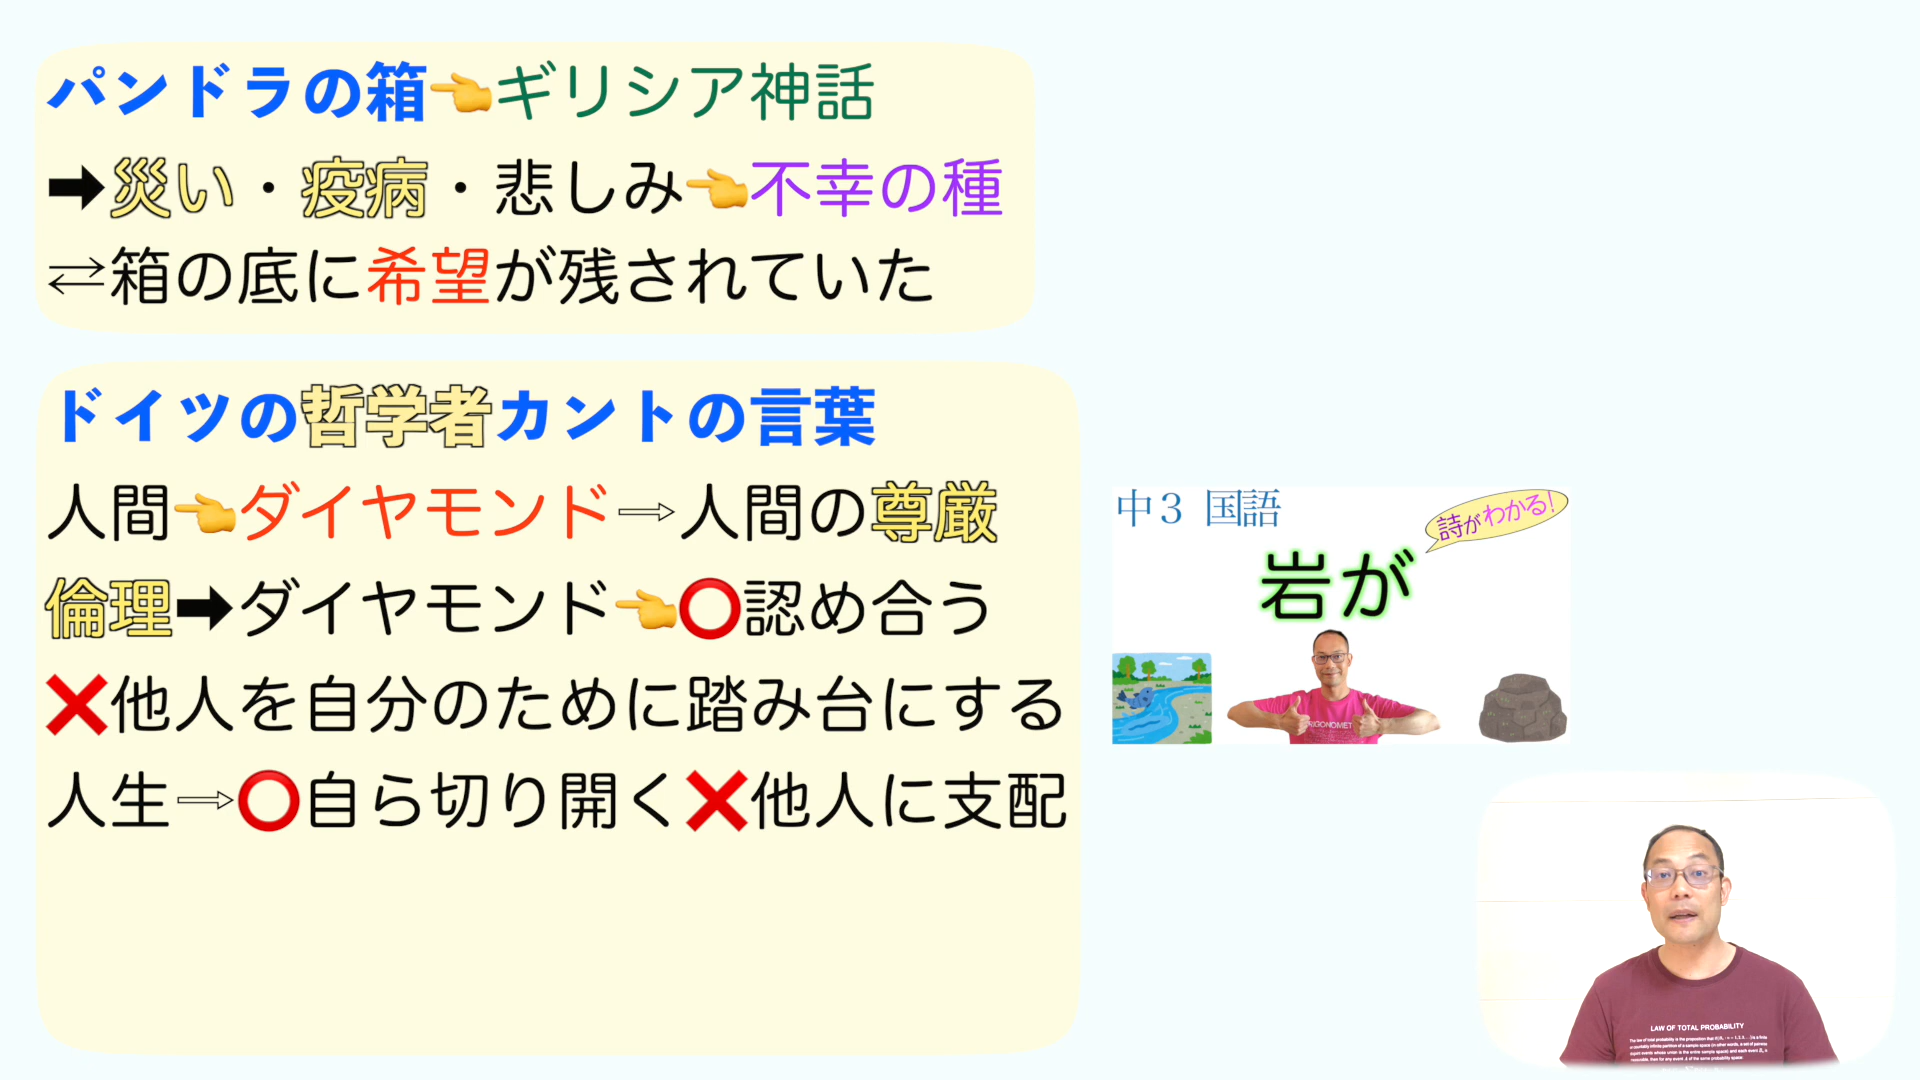 パンドラの箱👈ギリシア神話
➡災い・疫病・悲しみ👈不幸の種
⇄箱の底に希望が残されていた
ドイツの哲学者カントの言葉
人間👈ダイヤモンド⇨人間の尊厳
倫理➡ダイヤモンド👈⭕認め合う
❌他人を自分のために踏み台にする
人生⇨⭕自ら切り開く❌他人に支配
中3 国語
詩がわかる!
岩が
LAW OF TOTAL PROBABILITY